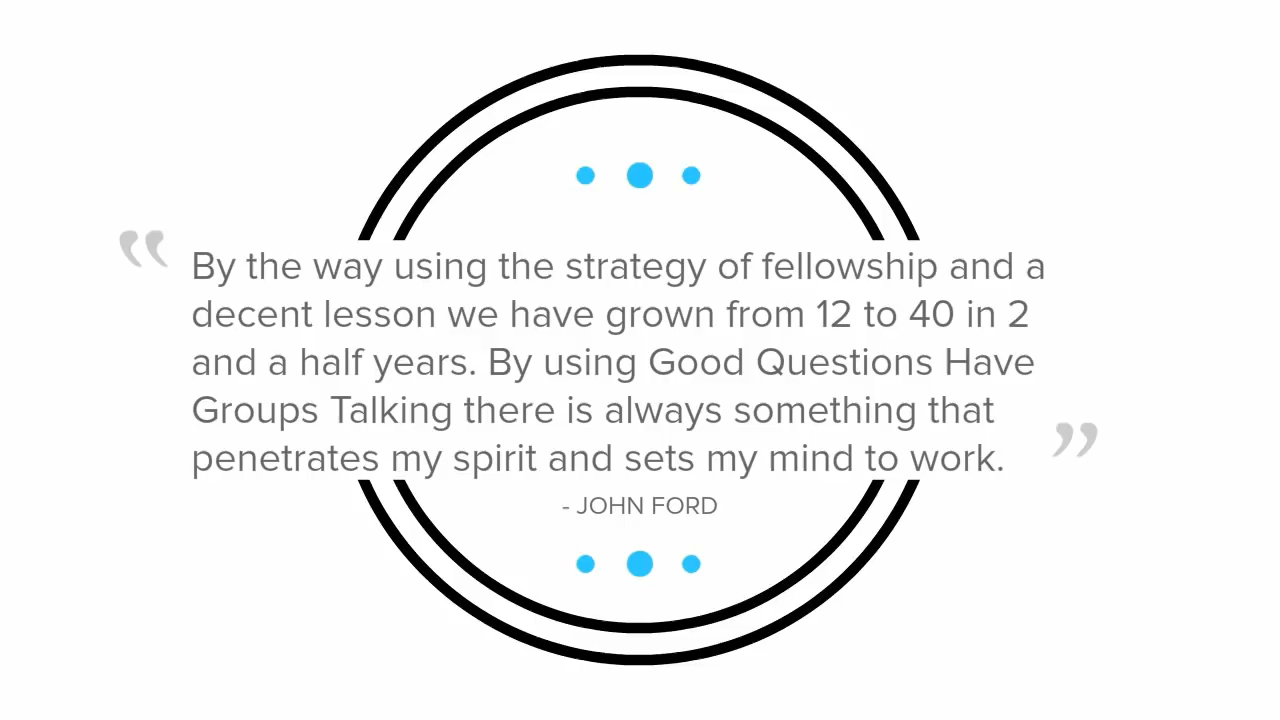 “
By the way using the strategy of fellowship and a
decent lesson we have grown from 12 to 40 in 2
and a half years. By using Good Questions Have
Groups Talking there is always something that
penetrates my spirit and sets my mind to work.
”
- JOHN FORD